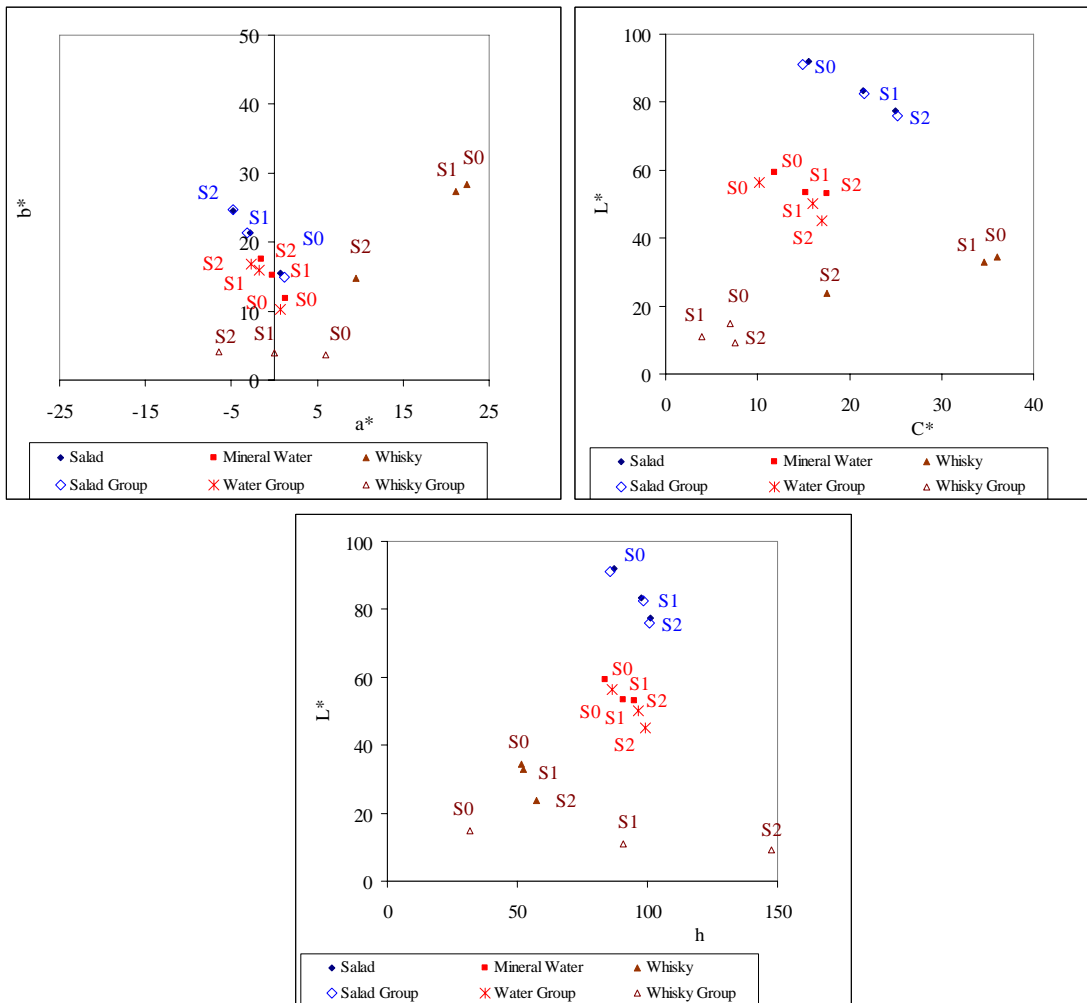 50
40
30
20
10
0
-25 -15 -5 5 15 25
b*
a*
S0
S1
S2
S2
S1
S0
S2
S2
S1
S1
S0
S0
S2
S1
S0
Salad Mineral Water Whisky
Salad Group Water Group Whisky Group
100
80
60
40
20
0
0 10 20 30 40
L*
C*
S0
S1
S2
S0
S0
S1
S2
S1
S2
S0
S1
S2
S0
S1
S2
Salad Mineral Water Whisky
Salad Group Water Group Whisky Group
100
80
60
40
20
0
0 50 100 150
L*
h
S0
S1
S2
S0
S1
S2
S0
S1
S2
S0
S1
S2
S0
S1
S2
Salad Mineral Water Whisky
Salad Group Water Group Whisky Group